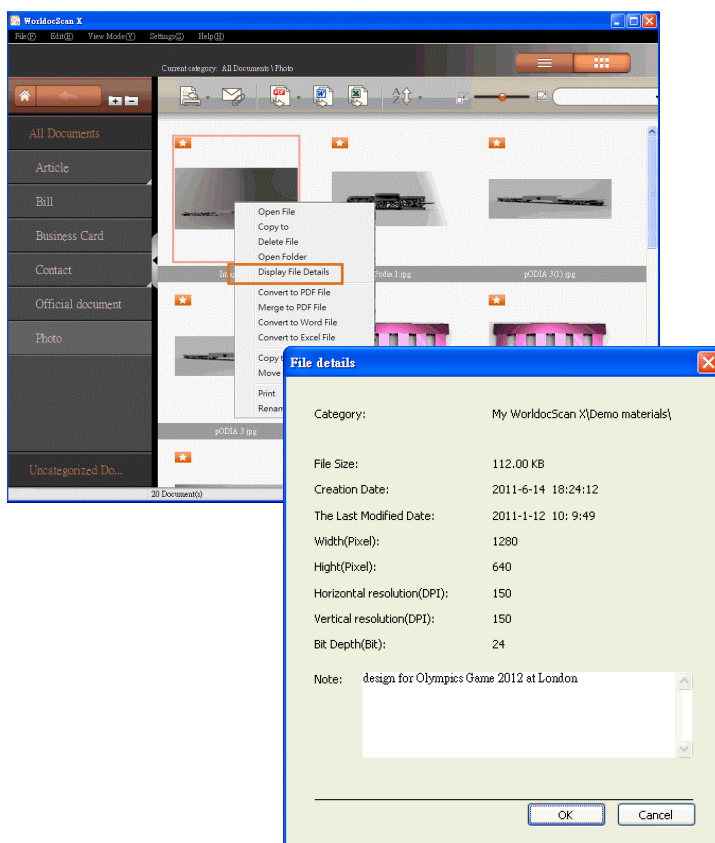 WorldocScan X
File(F) Edit(E) View Mode(Y) Settings(S) Help(H)
Current category: All Documents \ Photo
All Documents
Article
Bill
Business Card
Contact
Official document
Photo
Uncategorized Do...
20 Document(s)
PDF
Open File
Copy to
Delete File
Open Folder
Display File Details
Convert to PDF File
Merge to PDF File
Convert to Word File
Convert to Excel File
Move
Print
pODIA 3(1).jpg
pODIA 3.jpg
File details
Category: My WorldocScan X\Demo materials\
File Size: 112.00 KB
Creation Date: 2011-6-14 18:24:12
The Last Modified Date: 2011-1-12 10: 9:49
Width(Pixel): 1280
Hight(Pixel): 640
Horizontal resolution(DPI): 150
Vertical resolution(DPI): 150
Bit Depth(Bit): 24
Note: design for Olympics Game 2012 at London
OK Cancel